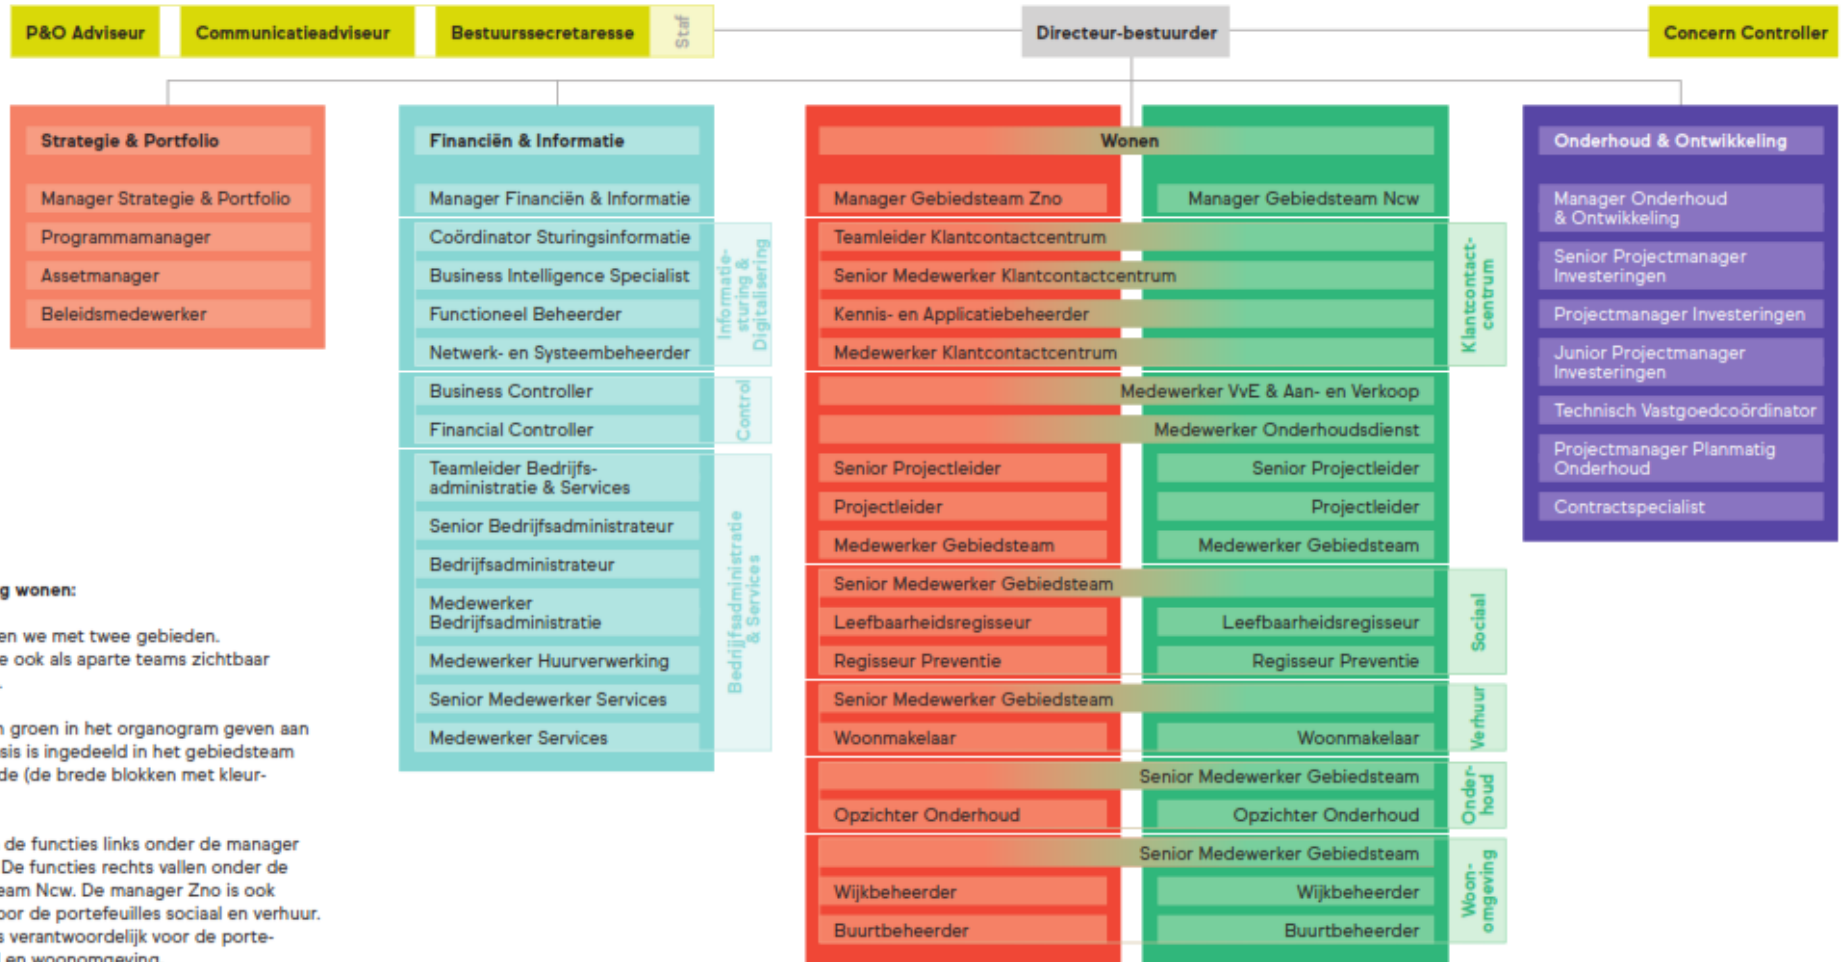 P&O Adviseur
Communicatieadviseur
Bestuurssecretaresse
Staf
Directeur-bestuurder
Concern Controller
Strategie & Portfolio
Manager Strategie & Portfolio
Programmamanager
Assetmanager
Beleidsmedewerker
Financiën & Informatie
Manager Financiën & Informatie
Coördinator Sturingsinformatie
Business Intelligence Specialist
Functioneel Beheerder
Netwerk- en Systeembeheerder
Informatie-
sturing &
Digitalisering
Business Controller
Financial Controller
Control
Teamleider Bedrijfs-
administratie & Services
Senior Bedrijfsadministrateur
Bedrijfsadministrateur
Medewerker
Bedrijfsadministratie
Medewerker Huurverwerking
Senior Medewerker Services
Medewerker Services
Bedrijfsadministratie
& Services
Wonen
Manager Gebiedsteam Zno
Manager Gebiedsteam Ncw
Teamleider Klantcontactcentrum
Senior Medewerker Klantcontactcentrum
Kennis- en Applicatiebeheerder
Medewerker Klantcontactcentrum
Klantcontact-
centrum
Medewerker VvE & Aan- en Verkoop
Medewerker Onderhoudsdienst
Senior Projectleider
Senior Projectleider
Projectleider
Projectleider
Medewerker Gebiedsteam
Medewerker Gebiedsteam
Senior Medewerker Gebiedsteam
Leefbaarheidsregisseur
Leefbaarheidsregisseur
Regisseur Preventie
Regisseur Preventie
Sociaal
Senior Medewerker Gebiedsteam
Woonmakelaar
Woonmakelaar
Verhuur
Senior Medewerker Gebiedsteam
Opzichter Onderhoud
Opzichter Onderhoud
Onder-
houd
Senior Medewerker Gebiedsteam
Wijkbeheerder
Wijkbeheerder
Buurtbeheerder
Buurtbeheerder
Woon-
omgeving
Onderhoud & Ontwikkeling
Manager Onderhoud
& Ontwikkeling
Senior Projectmanager
Investeringen
Projectmanager Investeringen
Junior Projectmanager
Investeringen
Technisch Vastgoedcoördinator
Projectmanager Planmatig
Onderhoud
Contractspecialist
g wonen:
en we met twee gebieden.
e ook als aparte teams zichtbaar
.
n groen in het organogram geven aan
sis is ingedeeld in het gebiedsteam
de (de brede blokken met kleur-
de functies links onder de manager
De functies rechts vallen onder de
eam Ncw. De manager Zno is ook
oor de portefeuilles sociaal en verhuur.
s verantwoordelijk voor de porte-
en woonomgeving